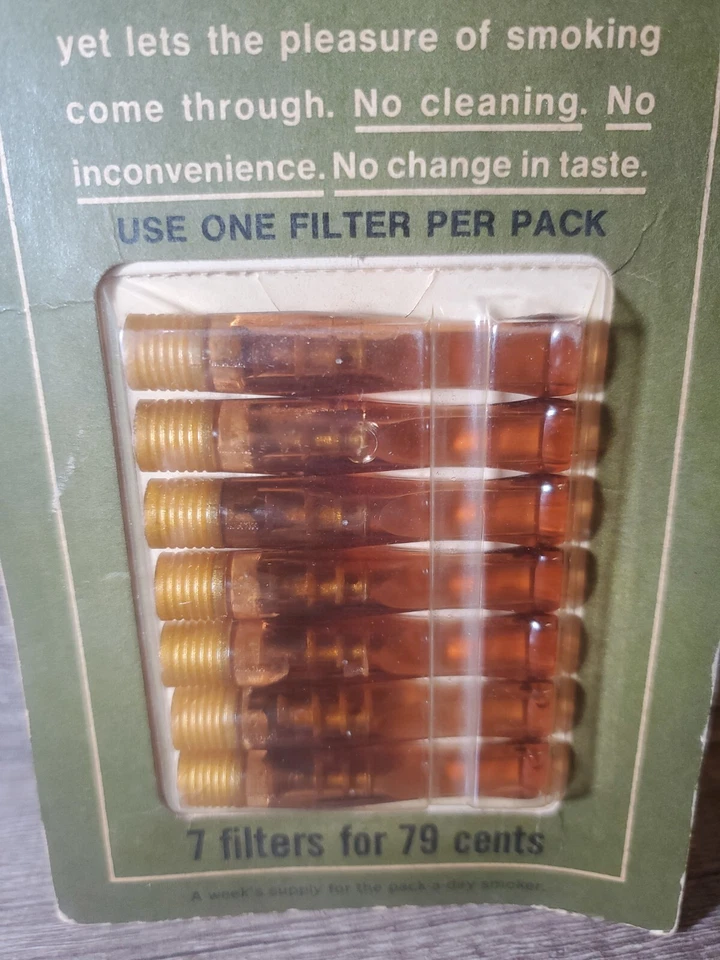 yet lets the pleasure of smoking
come through. No cleaning. No
inconvenience. No change in taste.
USE ONE FILTER PER PACK
7 filters for 79 cents
A week's supply for the pack-a-day smoker.